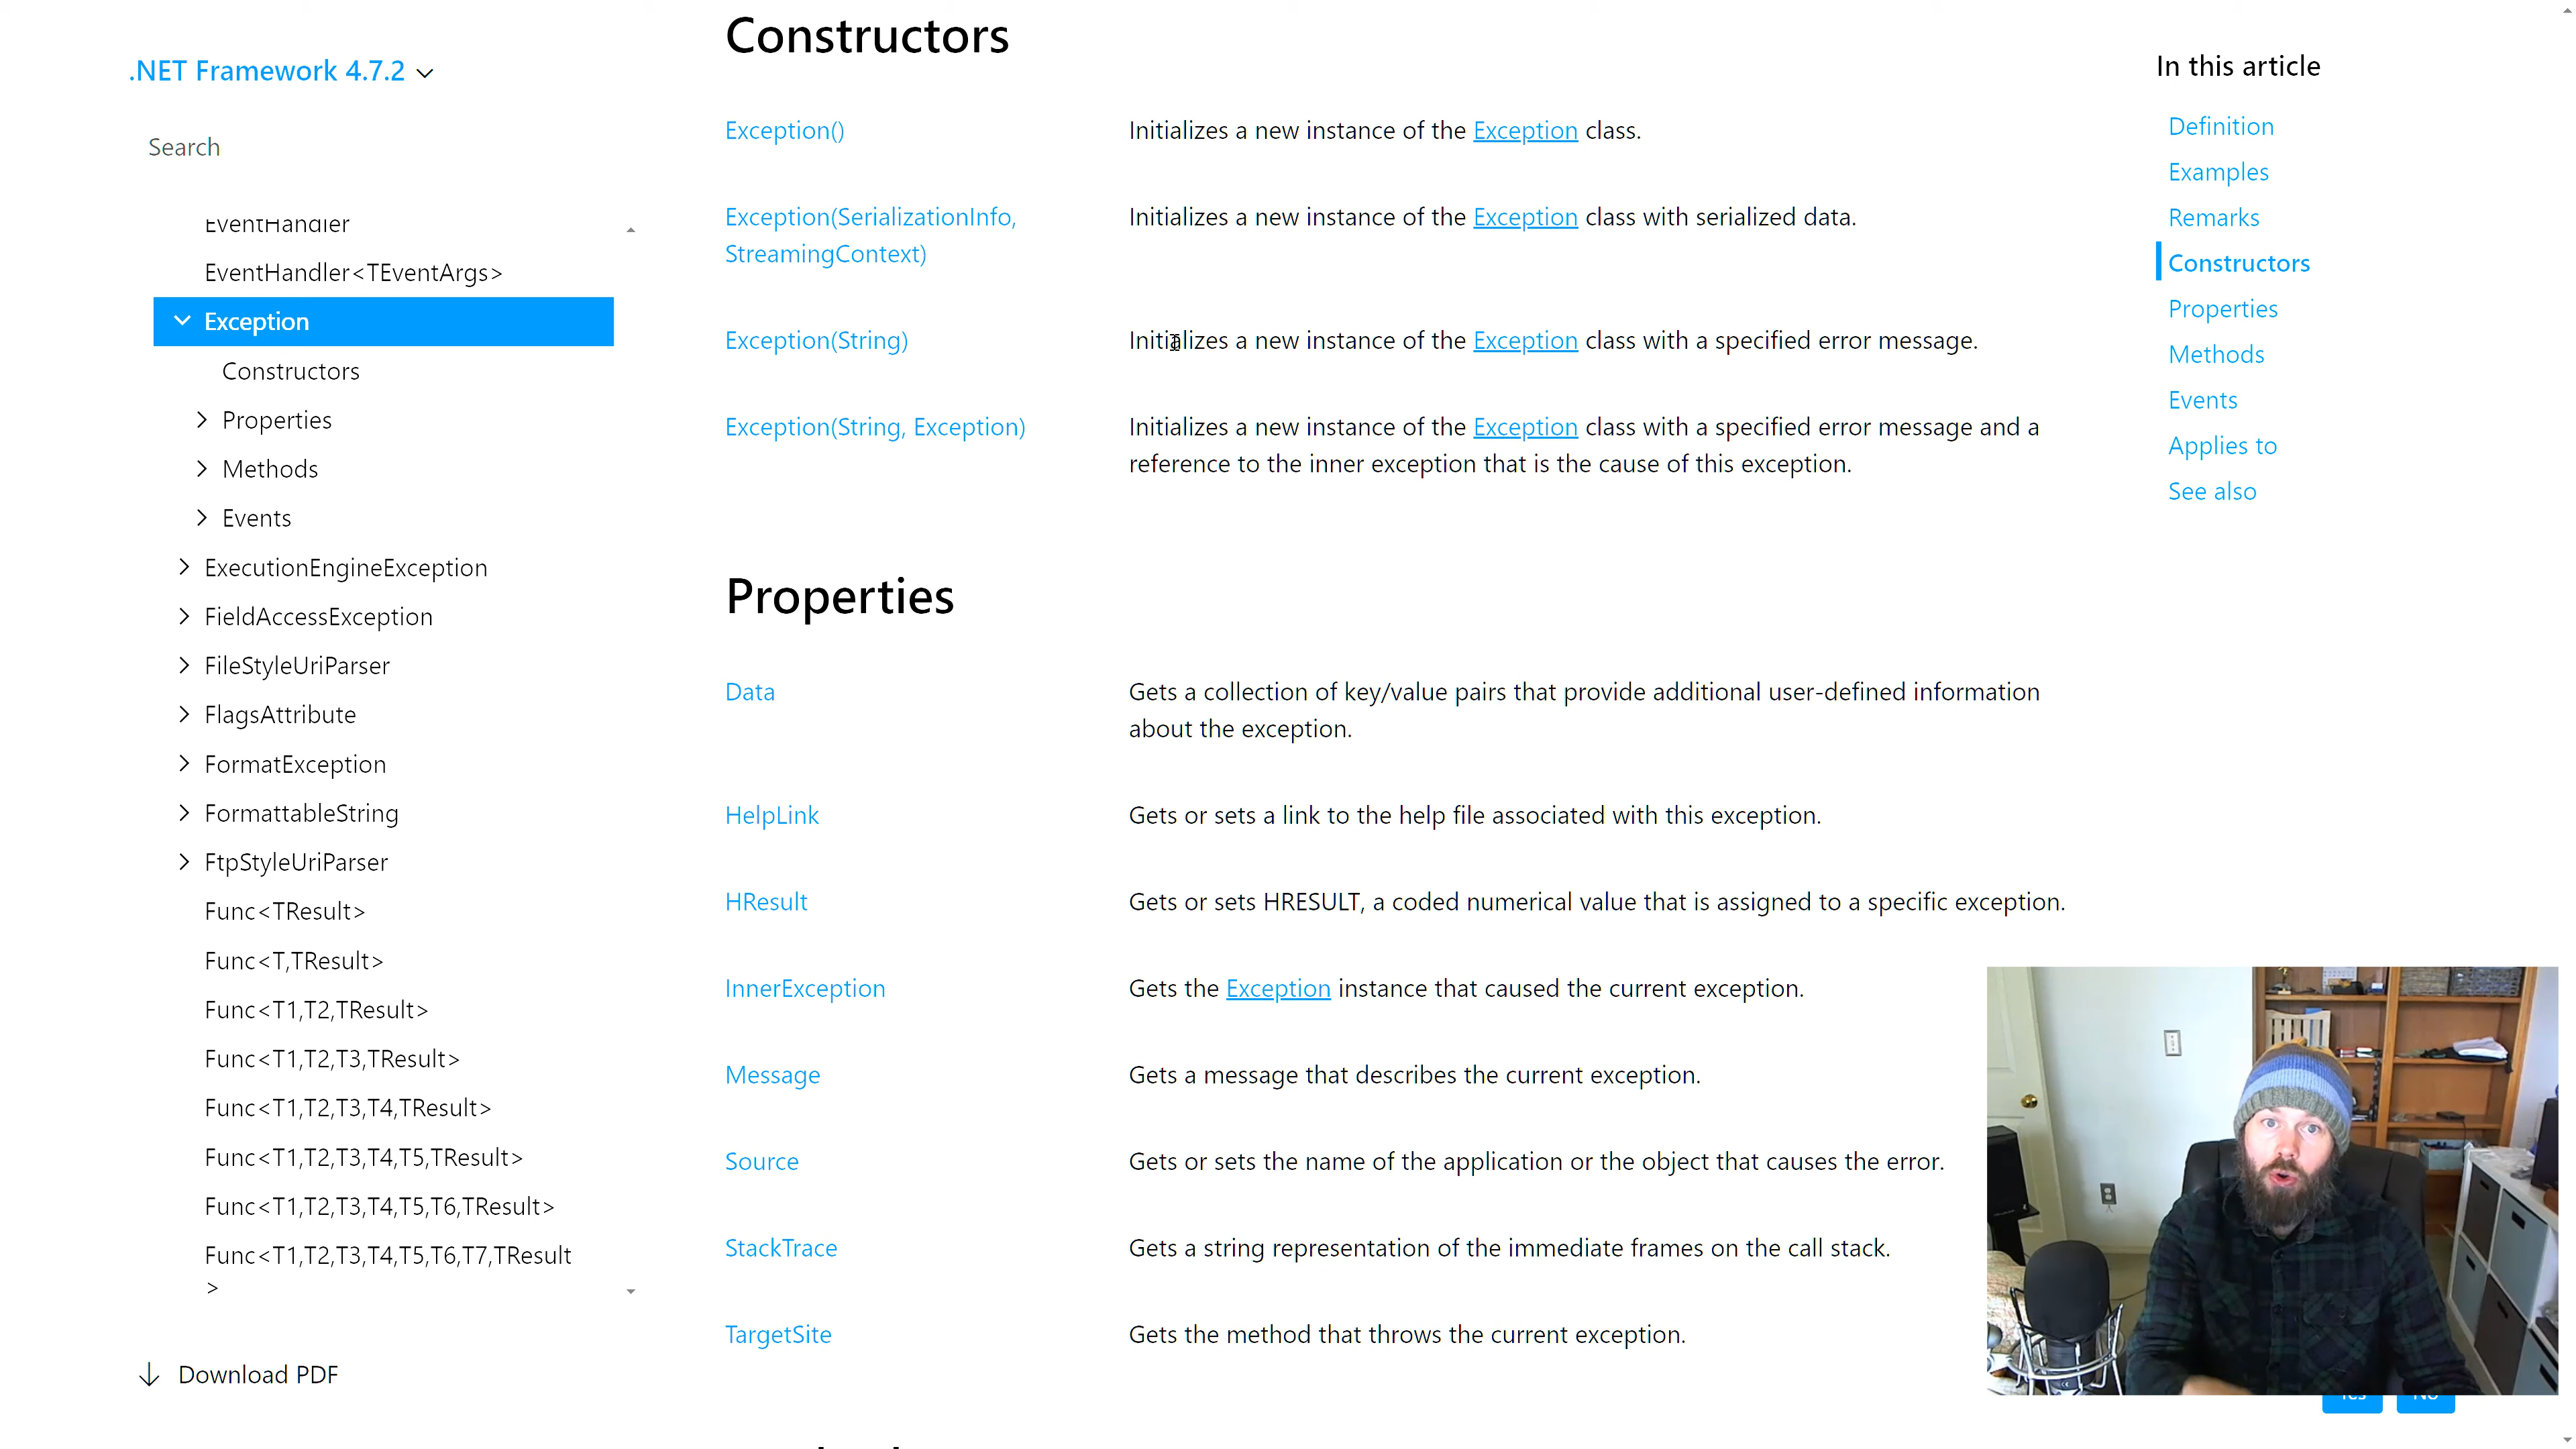 .NET Framework 4.7.2
Search
EventHandler
EventHandler<TEventArgs>
Exception
Constructors
Properties
Methods
Events
ExecutionEngineException
FieldAccessException
FileStyleUriParser
FlagsAttribute
FormatException
FormattableString
FtpStyleUriParser
Func<TResult>
Func<T,TResult>
Func<T1,T2,TResult>
Func<T1,T2,T3,TResult>
Func<T1,T2,T3,T4,TResult>
Func<T1,T2,T3,T4,T5,TResult>
Func<T1,T2,T3,T4,T5,T6,TResult>
Func<T1,T2,T3,T4,T5,T6,T7,TResult
>
Download PDF
Constructors
Exception()
Initializes a new instance of the Exception class.
Exception(SerializationInfo,
StreamingContext)
Initializes a new instance of the Exception class with serialized data.
Exception(String)
Initializes a new instance of the Exception class with a specified error message.
Exception(String, Exception)
Initializes a new instance of the Exception class with a specified error message and a
reference to the inner exception that is the cause of this exception.
Properties
Data
Gets a collection of key/value pairs that provide additional user-defined information
about the exception.
HelpLink
Gets or sets a link to the help file associated with this exception.
HResult
Gets or sets HRESULT, a coded numerical value that is assigned to a specific exception.
InnerException
Gets the Exception instance that caused the current exception.
Message
Gets a message that describes the current exception.
Source
Gets or sets the name of the application or the object that causes the error.
StackTrace
Gets a string representation of the immediate frames on the call stack.
TargetSite
Gets the method that throws the current exception.
In this article
Definition
Examples
Remarks
Constructors
Properties
Methods
Events
Applies to
See also
Yes
No